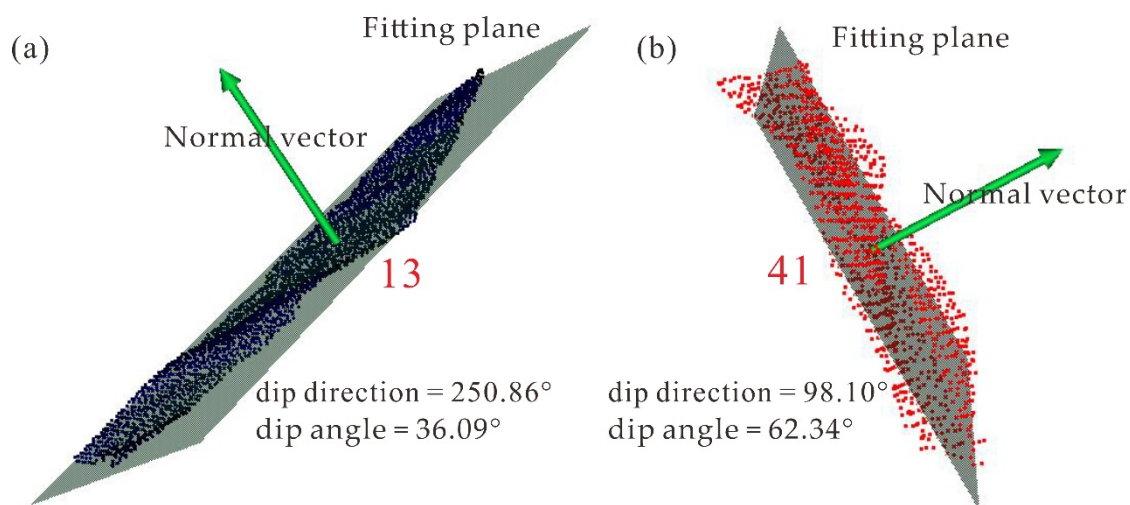 (a)
Fitting plane
Normal vector
13
dip direction = 250.86°
dip angle = 36.09°
(b)
Fitting plane
Normal vector
41
dip direction = 98.10°
dip angle = 62.34°